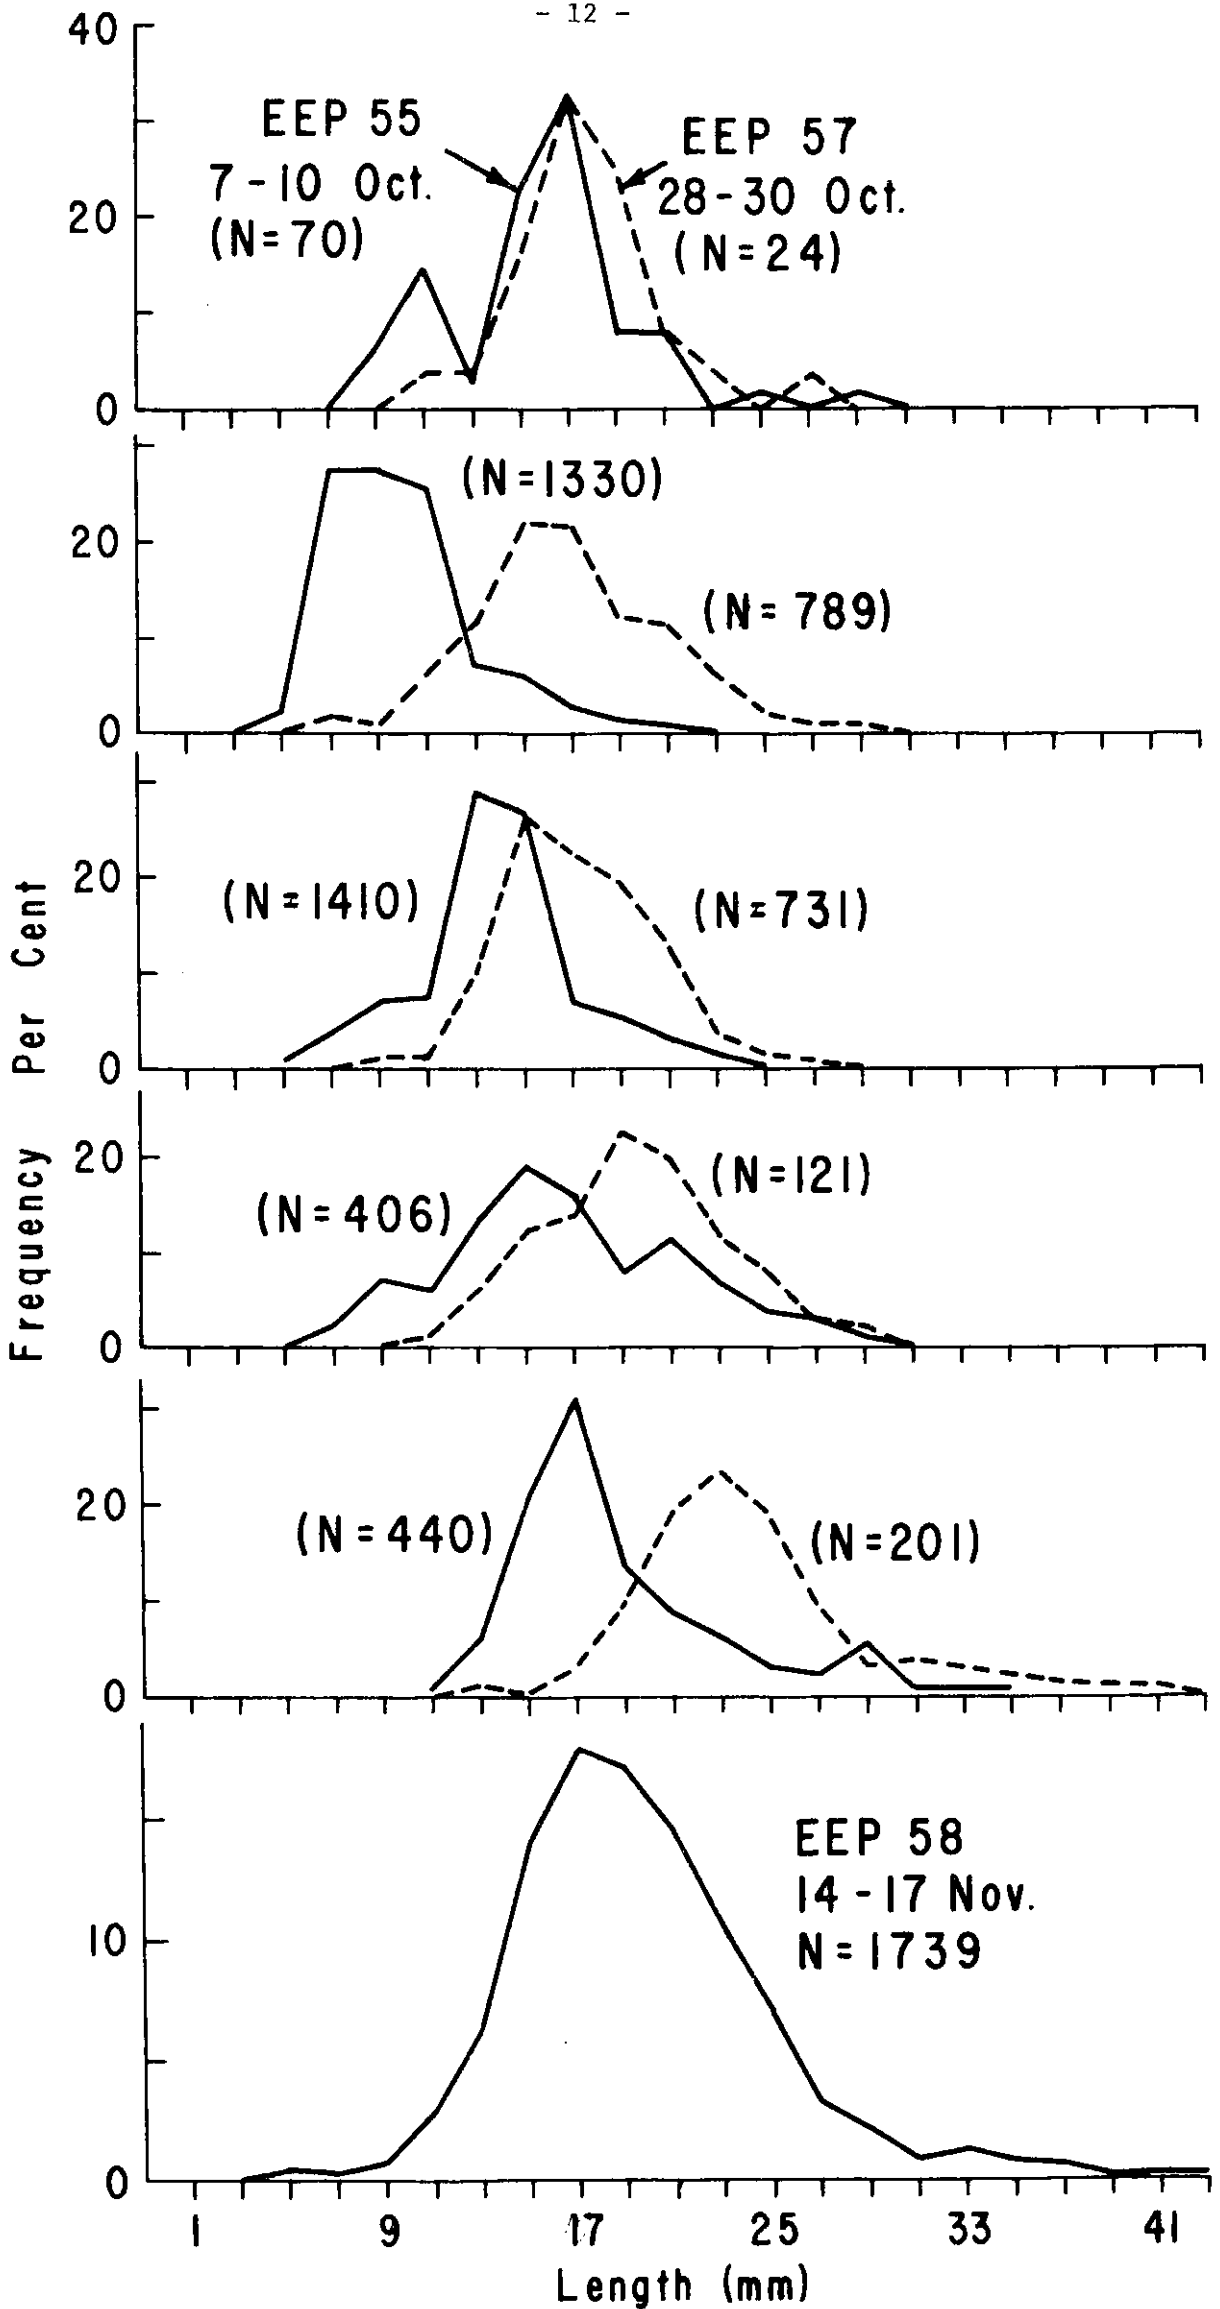 - 12 -
40
EEP 55
7-10 Oct.
(N=70)
EEP 57
28-30 Oct.
(N=24)
20
0
(N=1330)
20
(N=789)
0
20
(N=1410)
(N=731)
0
20
(N=406)
(N=121)
0
20
(N=440)
(N=201)
0
EEP 58
14-17 Nov.
N=1739
10
0
1 9 17 25 33 41
Length (mm)
Frequency Per Cent